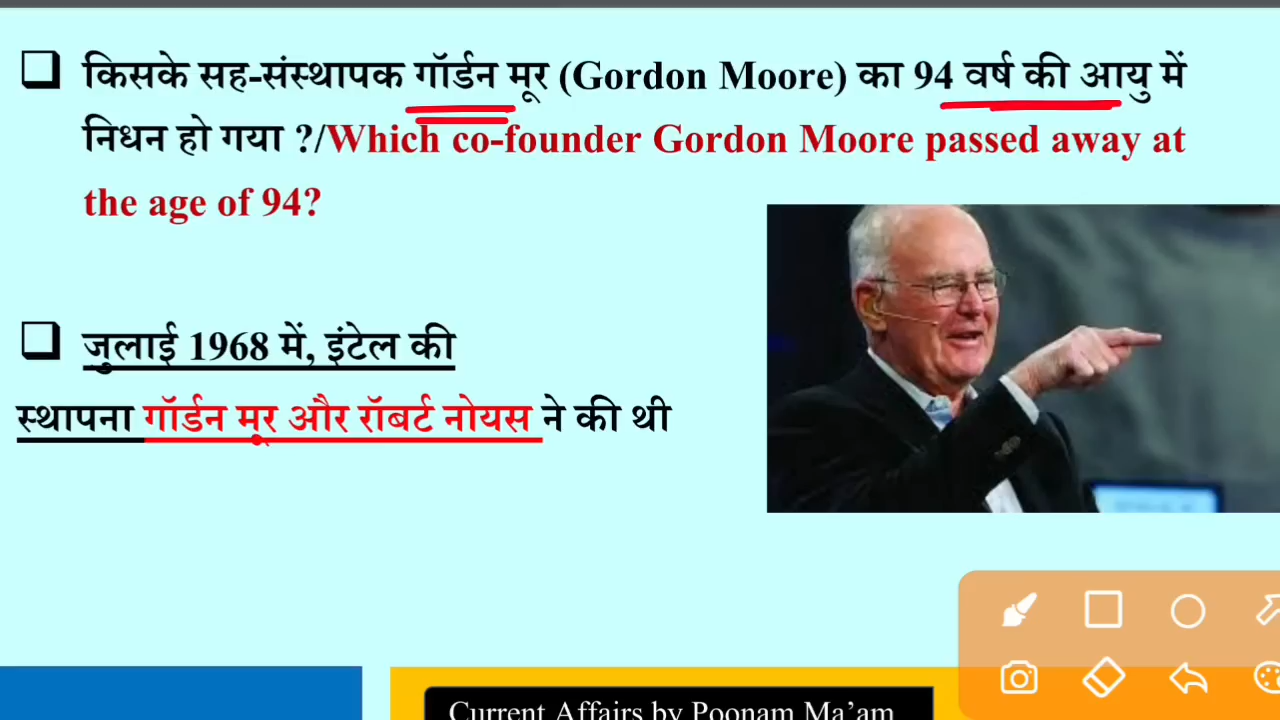 किसके सह-संस्थापक गॉर्डन मूर (Gordon Moore) का 94 वर्ष की आयु में
निधन हो गया ?/Which co-founder Gordon Moore passed away at
the age of 94?
जुलाई 1968 में, इंटेल की
स्थापना गॉर्डन मूर और रॉबर्ट नोयस ने की थी
Current Affairs by Poonam Ma'am